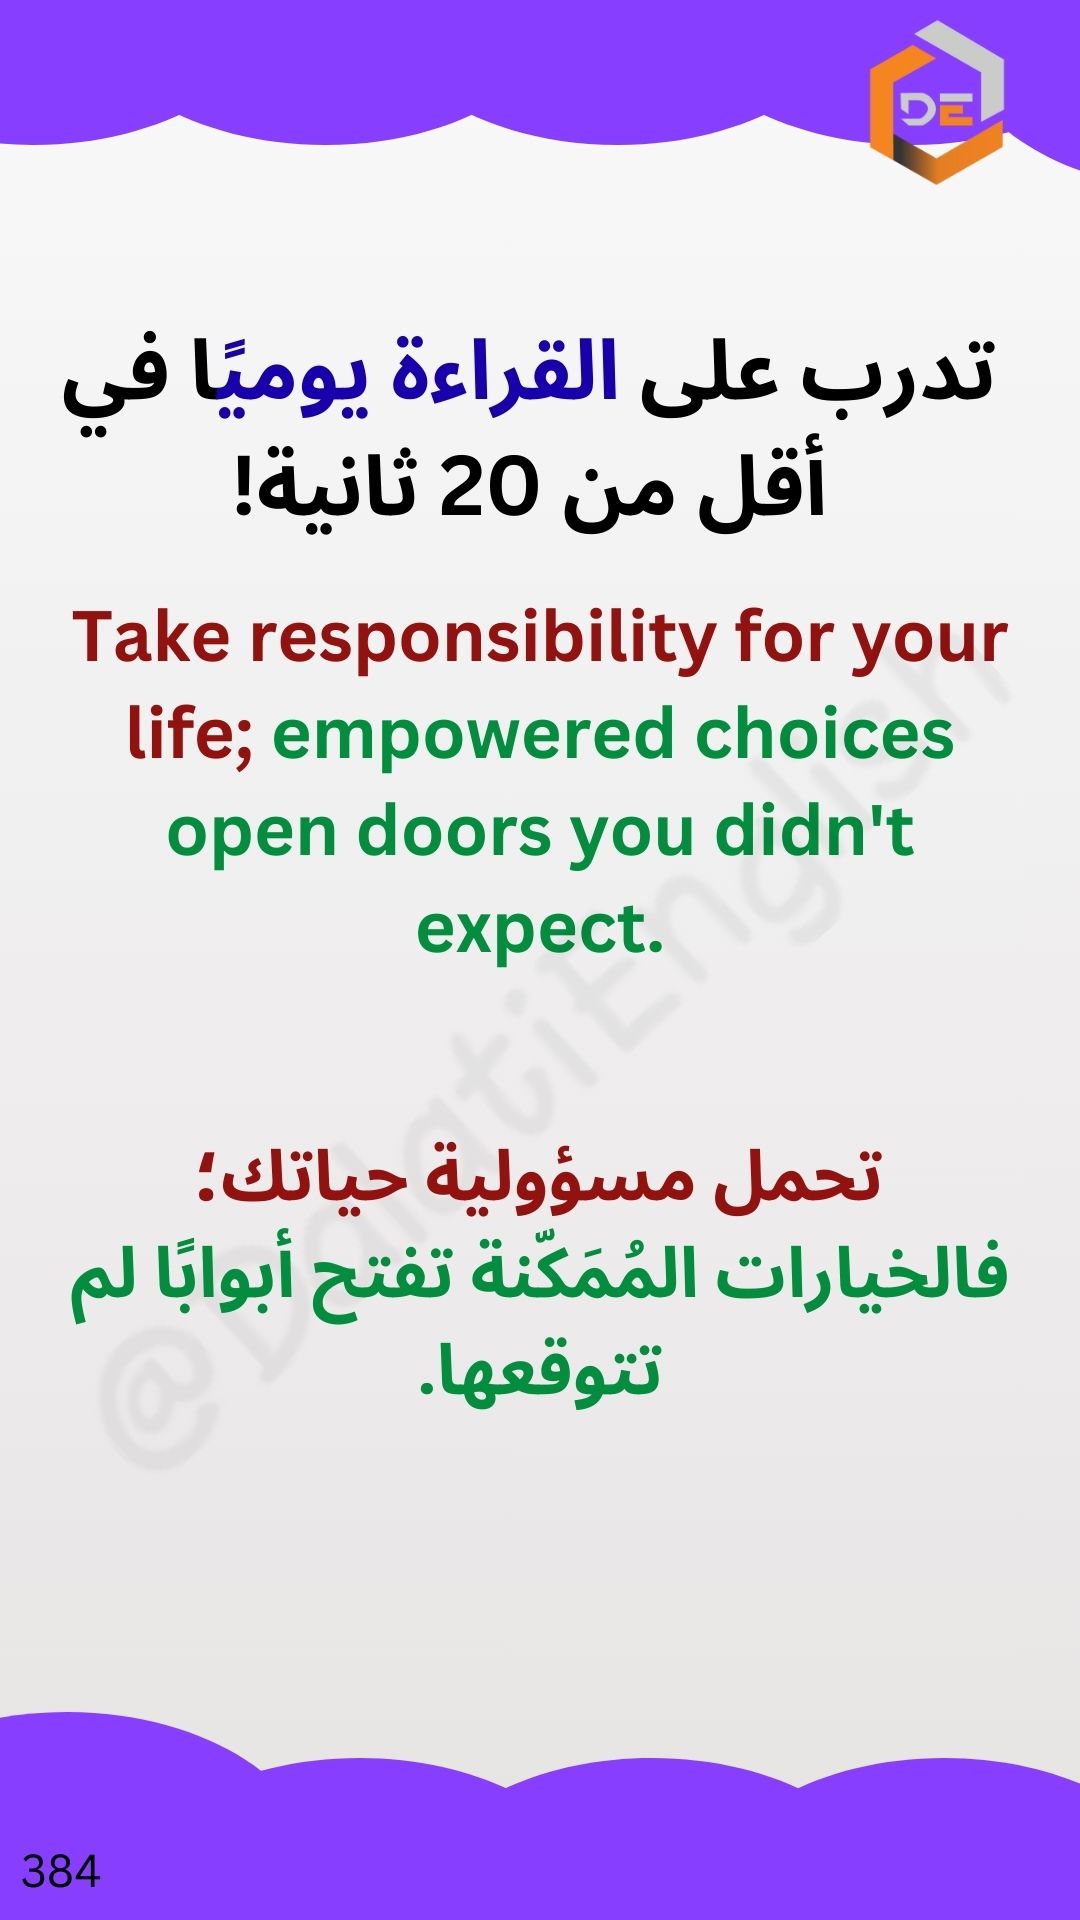 DE
تدرب على القراءة يوميًا في
أقل من 20 ثانية!
Take responsibility for your
life; empowered choices
open doors you didn't
expect.
@DalatiEnglish
تحمل مسؤولية حياتك؛
فالخيارات المُمَكّنة تفتح أبوابًا لم
تتوقعها.
384